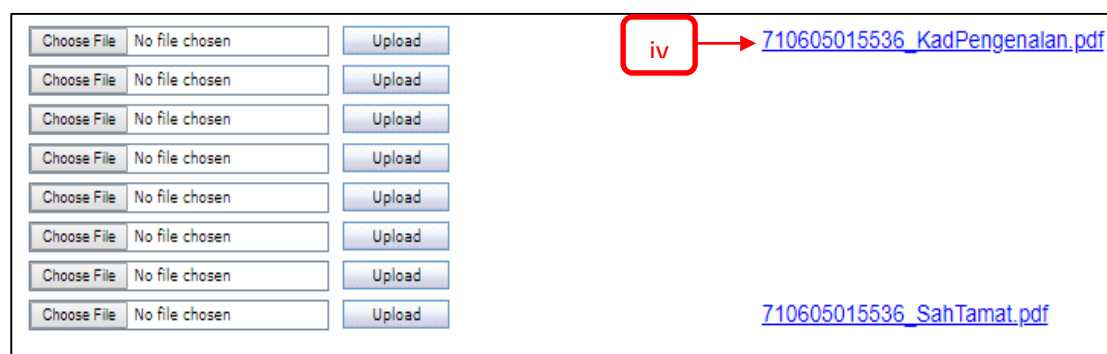 Choose File No file chosen Upload iv 710605015536_KadPengenalan.pdf
Choose File No file chosen Upload
Choose File No file chosen Upload
Choose File No file chosen Upload
Choose File No file chosen Upload
Choose File No file chosen Upload
Choose File No file chosen Upload
Choose File No file chosen Upload 710605015536_SahTamat.pdf